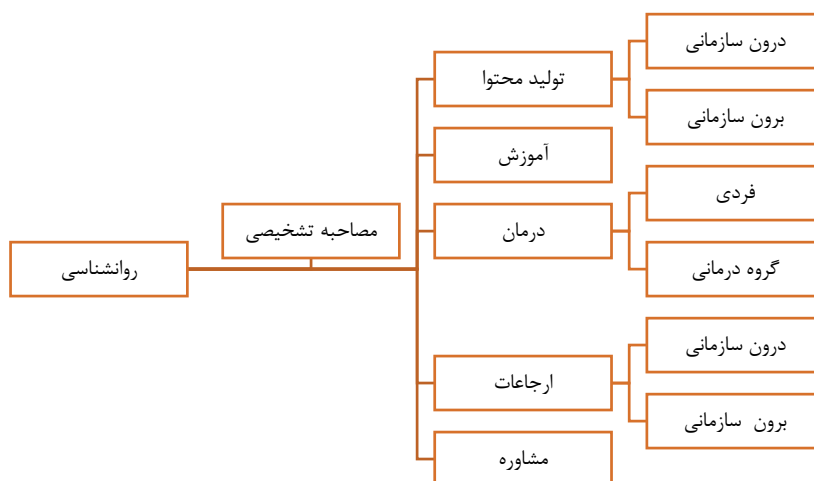 درون سازمانی
تولید محتوا
برون سازمانی
آموزش
فردی
مصاحبه تشخیصی
درمان
روانشناسی
گروه درمانی
درون سازمانی
ارجاعات
برون سازمانی
مشاوره